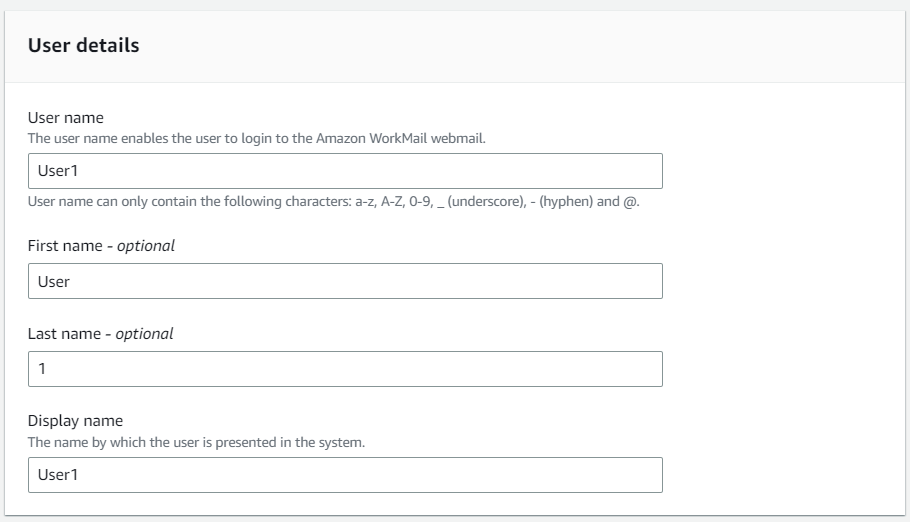 User details
User name
The user name enables the user to login to the Amazon WorkMail webmail.
User1
User name can only contain the following characters: a-z, A-Z, 0-9, _ (underscore), - (hyphen) and @.
First name - optional
User
Last name - optional
1
Display name
The name by which the user is presented in the system.
User1